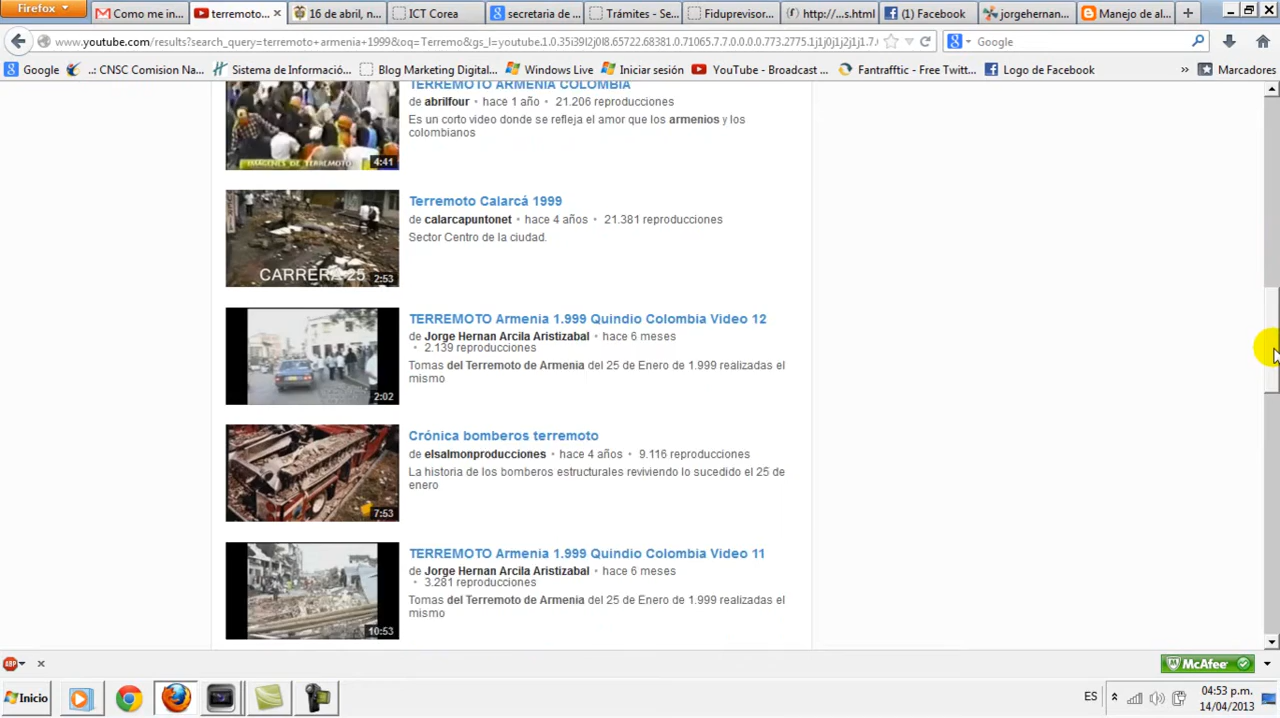 Firefox
Como me in...
terremoto...
16 de abril, n...
ICT Corea
secretaria de ...
Trámites - Se...
Fiduprevisor...
http://...s.html
(1) Facebook
jorgehernan...
Manejo de al...
www.youtube.com/results?search_query=terremoto+armenia+1999&oq=Terremo&gs_l=youtube.1.0.35i39l2j0l8.65722.68381.0.71065.7.7.0.0.0.0.773.2775.1j1j0j1j2j1j1.7.
Google
Google
.:: CNSC Comision Na...
Sistema de Informació...
Blog Marketing Digital...
Windows Live
Iniciar sesión
YouTube - Broadcast ...
Fantrafftic - Free Twitt...
Logo de Facebook
»
Marcadores
TERREMOTO ARMENIA COLOMBIA
de abrilfour • hace 1 año • 21.206 reproducciones
Es un corto video donde se refleja el amor que los armenios y los
colombianos
IMAGENES DE TERREMOTO
4:41
Terremoto Calarcá 1999
de calarcapuntonet • hace 4 años • 21.381 reproducciones
Sector Centro de la ciudad.
CARRERA 25
2:53
TERREMOTO Armenia 1.999 Quindio Colombia Video 12
de Jorge Hernan Arcila Aristizabal • hace 6 meses
• 2.139 reproducciones
Tomas del Terremoto de Armenia del 25 de Enero de 1.999 realizadas el
mismo
2:02
Crónica bomberos terremoto
de elsalmonproducciones • hace 4 años • 9.116 reproducciones
La historia de los bomberos estructurales reviviendo lo sucedido el 25 de
enero
7:53
TERREMOTO Armenia 1.999 Quindio Colombia Video 11
de Jorge Hernan Arcila Aristizabal • hace 6 meses
• 3.281 reproducciones
Tomas del Terremoto de Armenia del 25 de Enero de 1.999 realizadas el
mismo
10:53
ABP
McAfee
Inicio
ES
04:53 p.m.
14/04/2013